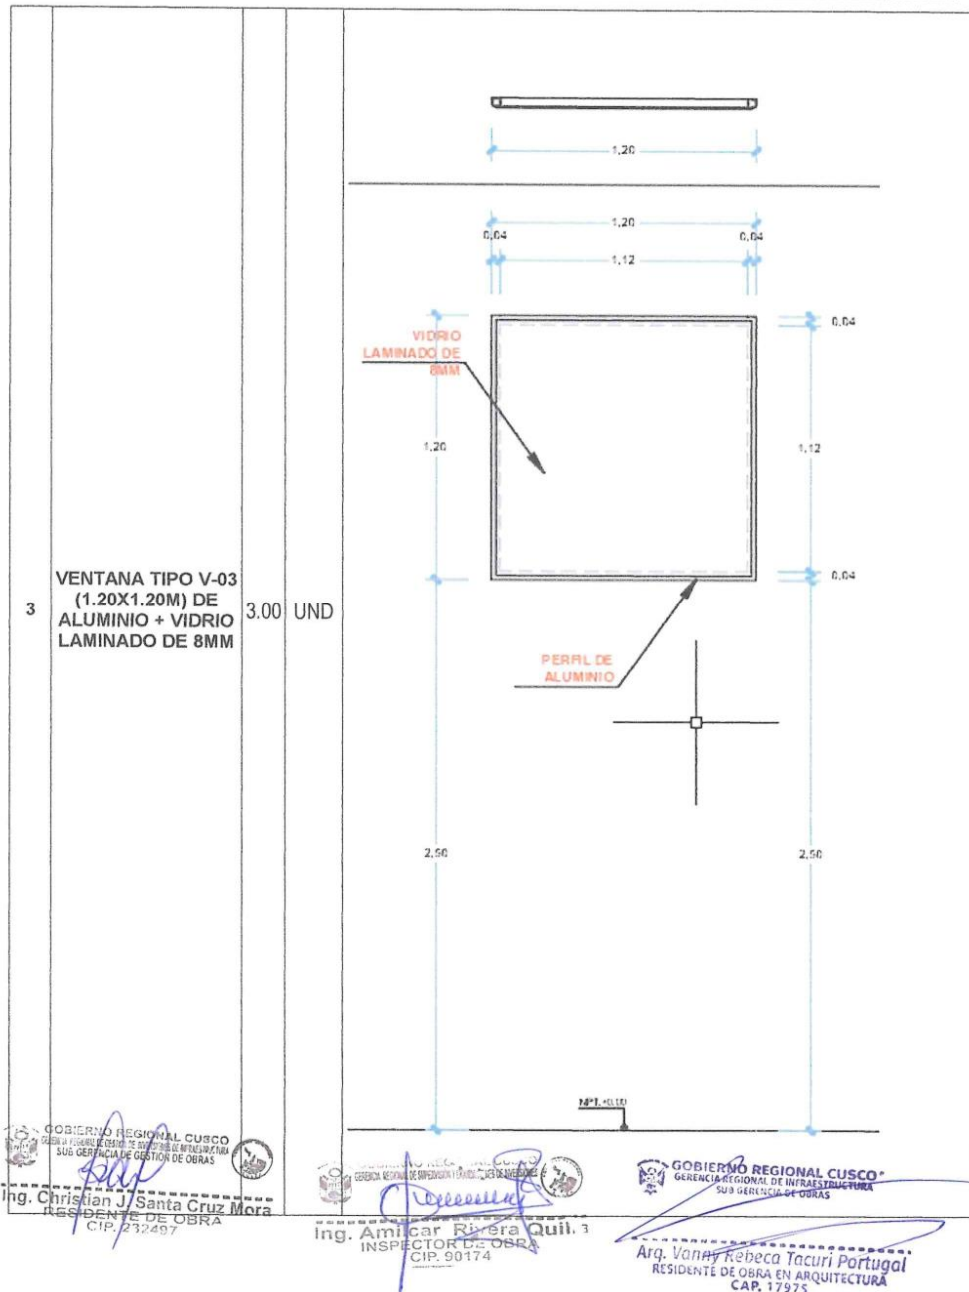 1,20
1,20
0,04
0,04
1,12
0,04
VIDRIO
LAMINADO DE
8MM
1,20
1,12
0,04
3
VENTANA TIPO V-03
(1.20X1.20M) DE
ALUMINIO + VIDRIO
LAMINADO DE 8MM
3.00
UND
PERFIL DE
ALUMINIO
2,50
2,50
NPT. +0.00
GOBIERNO REGIONAL CUSCO
SUB GERENCIA DE GESTIÓN DE OBRAS
Ing. Christian J. Santa Cruz Mora
RESIDENTE DE OBRA
CIP. 232497
Ing. Amilcar Rivera Quil. 3
INSPECTOR DE OBRA
CIP. 90174
GOBIERNO REGIONAL CUSCO
GERENCIA REGIONAL DE INFRAESTRUCTURA
SUB GERENCIA DE OBRAS
Arq. Vanny Rebeca Tacuri Portugal
RESIDENTE DE OBRA EN ARQUITECTURA
CAP. 17975